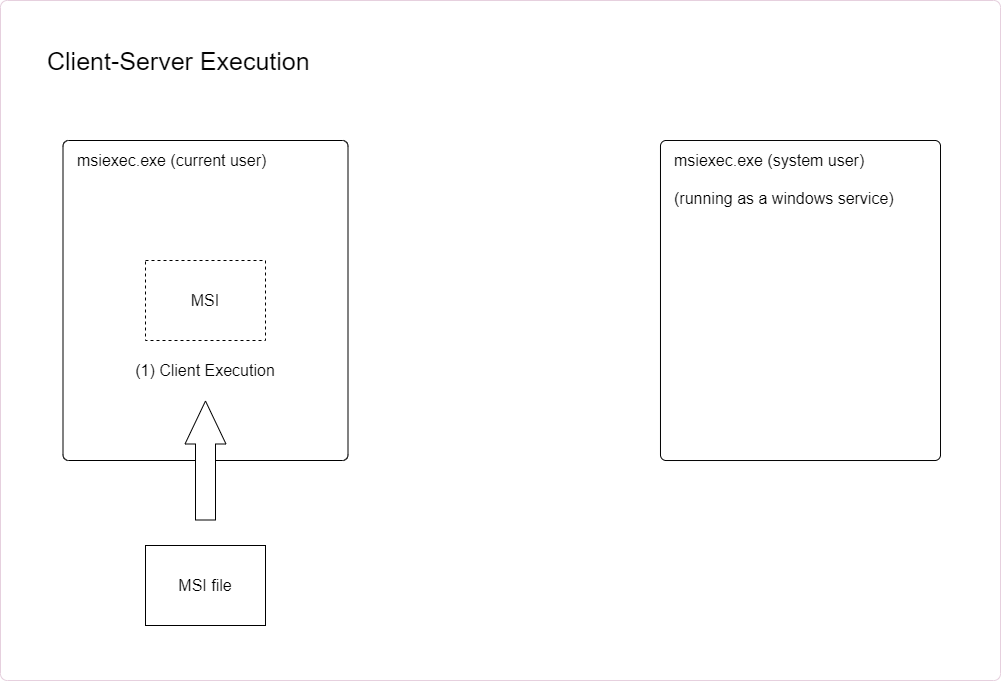 Client-Server Execution
msiexec.exe (current user)
MSI
(1) Client Execution
MSI file
msiexec.exe (system user)
(running as a windows service)